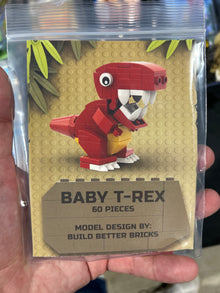 BABY T-REX
60 PIECES
MODEL DESIGN BY:
BUILD BETTER BRICKS